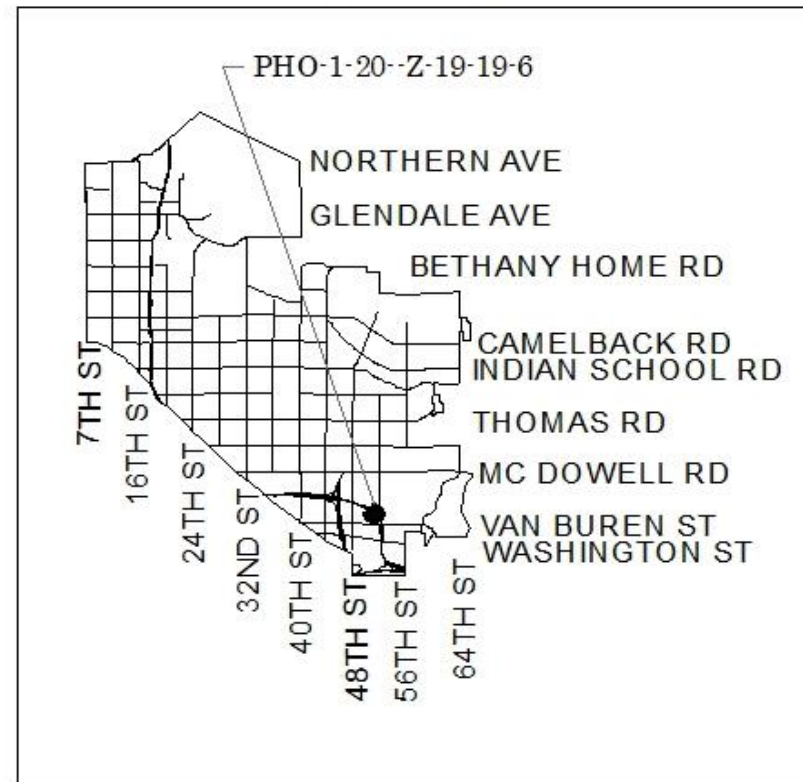 PHO-1-20--Z-19-19-6
NORTHERN AVE
GLENDALE AVE
BETHANY HOME RD
CAMELBACK RD
INDIAN SCHOOL RD
THOMAS RD
MC DOWELL RD
VAN BUREN ST
WASHINGTON ST
7TH ST
16TH ST
24TH ST
32ND ST
40TH ST
48TH ST
56TH ST
64TH ST